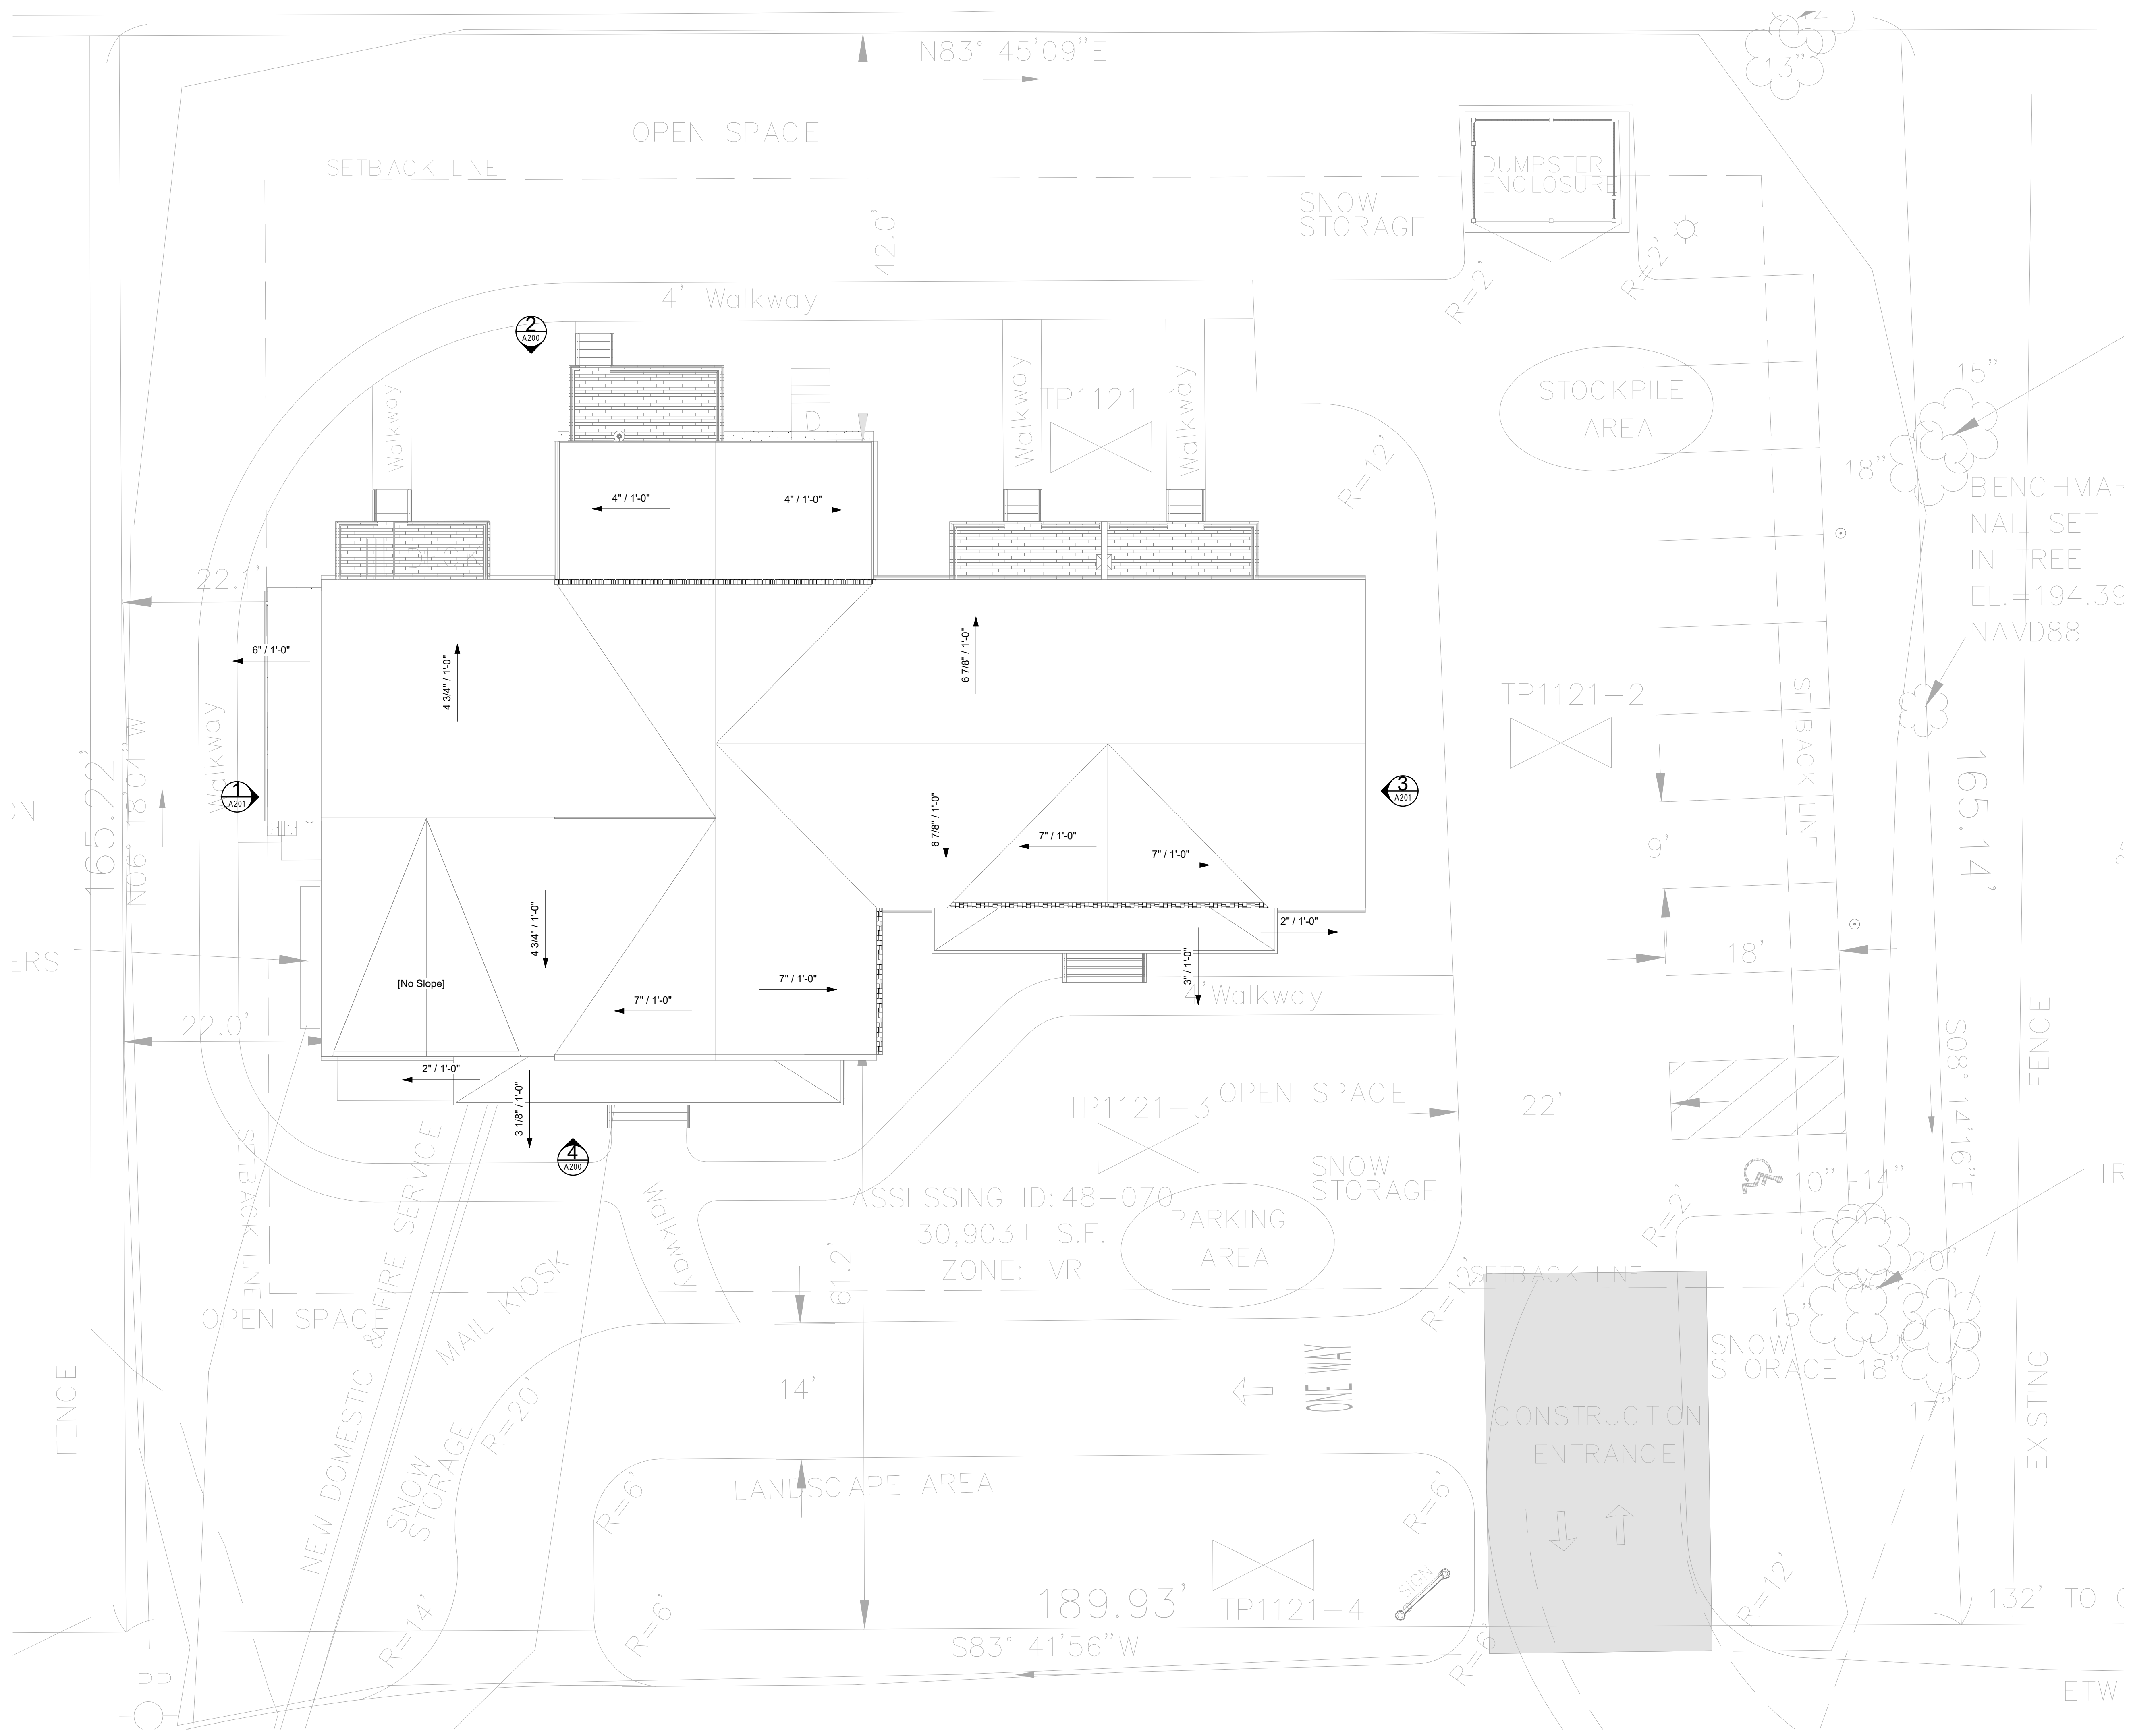 N83° 45'09"E
13"
OPEN SPACE
SETBACK LINE
DUMPSTER
ENCLOSURE
SNOW
STORAGE
42.0'
R=2'
R=2'
4' Walkway
2
A200
Walkway
Walkway
Walkway
TP1121-1
STOCKPILE
AREA
15"
18"
R=12'
D
4" / 1'-0"
4" / 1'-0"
BENCHMAR
NAIL SET
IN TREE
EL.=194.39
NAVD88
DECK
22.1'
6" / 1'-0"
4 3/4" / 1'-0"
6 7/8" / 1'-0"
TP1121-2
SETBACK LINE
Walkway
165.22'
N09° 18'04"W
1
A201
3
A201
6 7/8" / 1'-0"
7" / 1'-0"
7" / 1'-0"
165.14'
9'
ON
ERS
4 3/4" / 1'-0"
[No Slope]
7" / 1'-0"
7" / 1'-0"
2" / 1'-0"
3" / 1'-0"
18'
4' Walkway
22.0'
FENCE
S08° 14'16"E
2" / 1'-0"
3 1/8" / 1'-0"
4
A200
TP1121-3
OPEN SPACE
22'
SNOW
STORAGE
10"+14"
TR
SETBACK LINE
NEW DOMESTIC & FIRE SERVICE
Walkway
ASSESSING ID:48-070
30,903± S.F.
ZONE: VR
PARKING
AREA
R=2'
61.2'
R=12'
SETBACK LINE
20"
OPEN SPACE
MAIL KIOSK
15"
SNOW
STORAGE
18"
17"
14'
ONE WAY
FENCE
R=20'
SNOW
STORAGE
CONSTRUCTION
ENTRANCE
EXISTING
LANDSCAPE AREA
R=6'
R=6'
SIGN
189.93'
TP1121-4
R=12'
132' TO
R=14'
R=6'
S83° 41'56"W
R=6'
PP
ETW